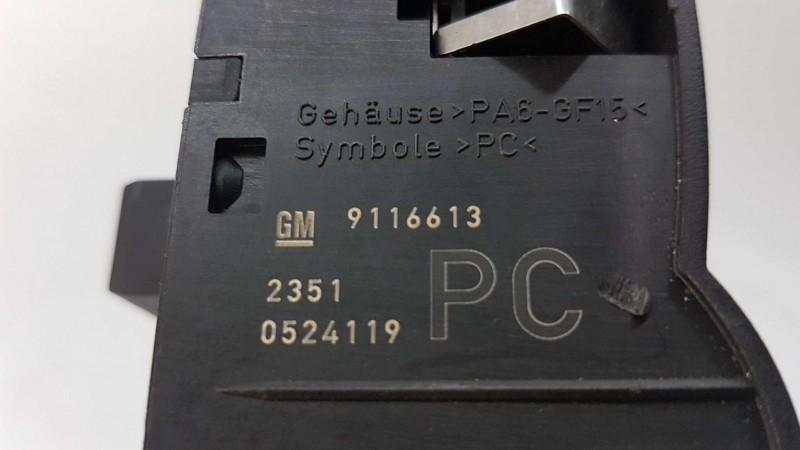 Gehäuse >PA6-GF15<
Symbole >PC<
GM 9116613
2351
0524119
PC